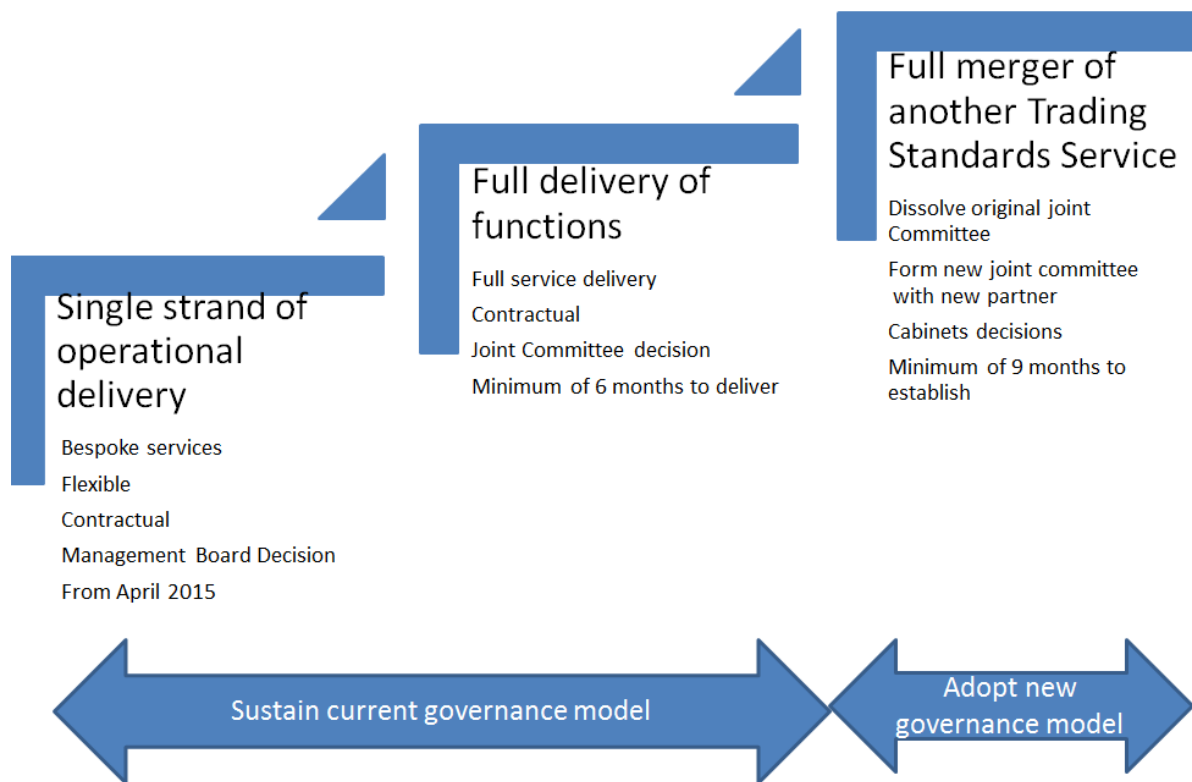 Single strand of
operational
delivery
Bespoke services
Flexible
Contractual
Management Board Decision
From April 2015
Full delivery of
functions
Full service delivery
Contractual
Joint Committee decision
Minimum of 6 months to deliver
Full merger of
another Trading
Standards Service
Dissolve original joint
Committee
Form new joint committee
with new partner
Cabinets decisions
Minimum of 9 months to
establish
Sustain current governance model
Adopt new
governance model